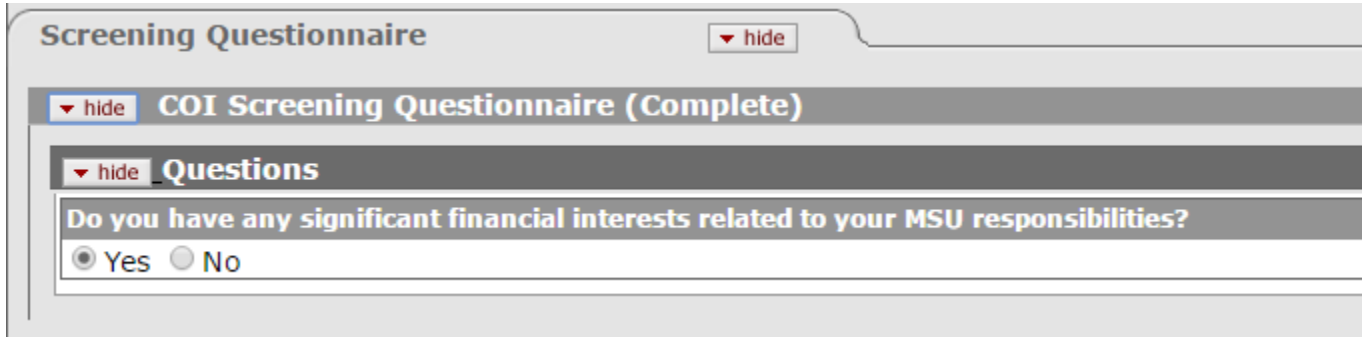 Screening Questionnaire hide
hide COI Screening Questionnaire (Complete)
hide Questions
Do you have any significant financial interests related to your MSU responsibilities?
Yes No